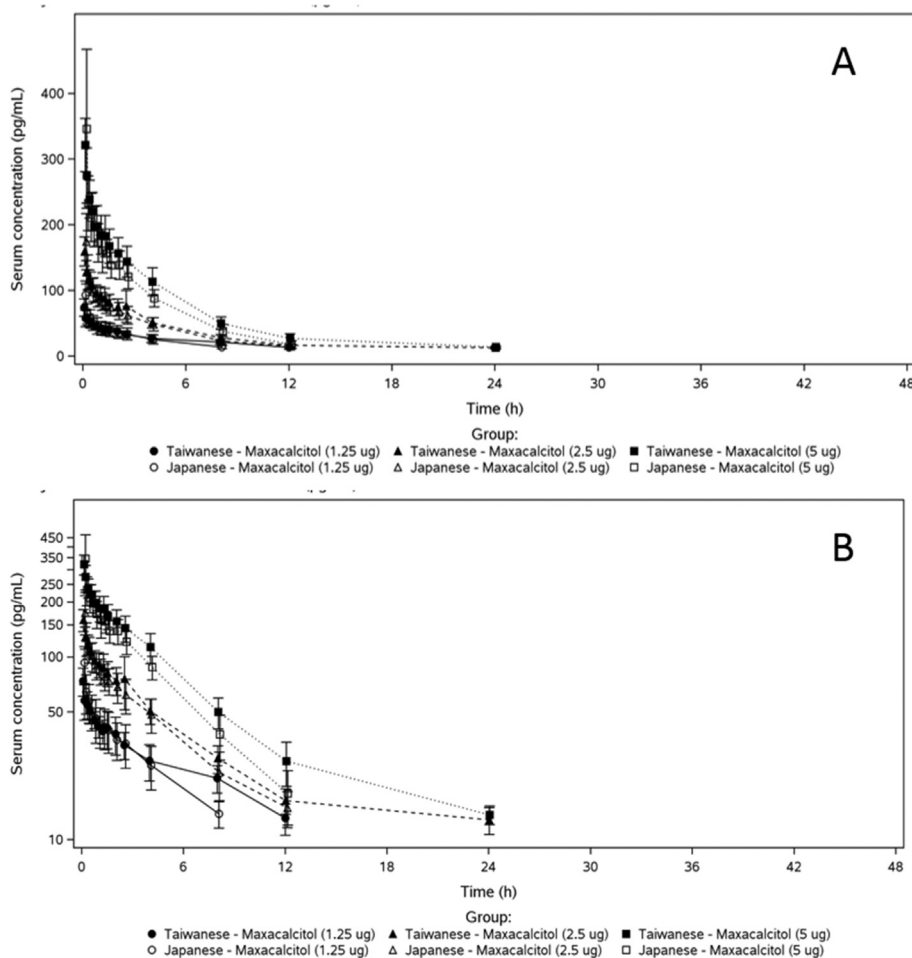 A
Serum concentration (pg/mL)
400
300
200
100
0
0 6 12 18 24 30 36 42 48
Time (h)
Group:
Taiwanese - Maxacalcitol (1.25 ug) Taiwanese - Maxacalcitol (2.5 ug) Taiwanese - Maxacalcitol (5 ug)
Japanese - Maxacalcitol (1.25 ug) Japanese - Maxacalcitol (2.5 ug) Japanese - Maxacalcitol (5 ug)
B
Serum concentration (pg/mL)
450
350
250
200
150
100
50
10
0 6 12 18 24 30 36 42 48
Time (h)
Group:
Taiwanese - Maxacalcitol (1.25 ug) Taiwanese - Maxacalcitol (2.5 ug) Taiwanese - Maxacalcitol (5 ug)
Japanese - Maxacalcitol (1.25 ug) Japanese - Maxacalcitol (2.5 ug) Japanese - Maxacalcitol (5 ug)